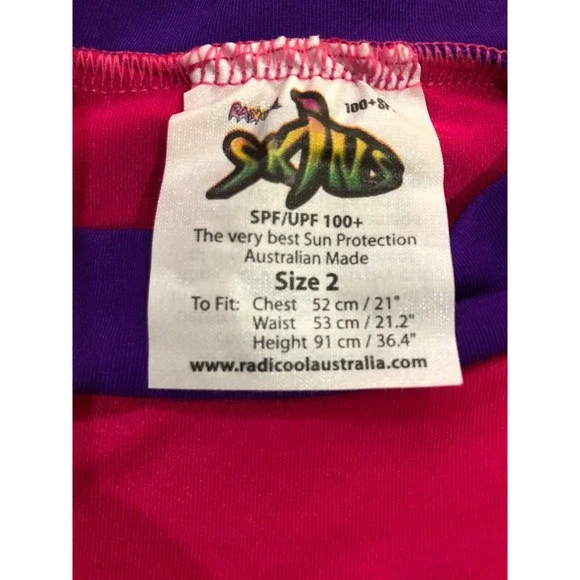 100+
SKINS
SPF/UPF 100+
The very best Sun Protection
Australian Made
Size 2
To Fit: Chest 52 cm / 21"
Waist 53 cm / 21.2"
Height 91 cm / 36.4"
www.radicoolaustralia.com